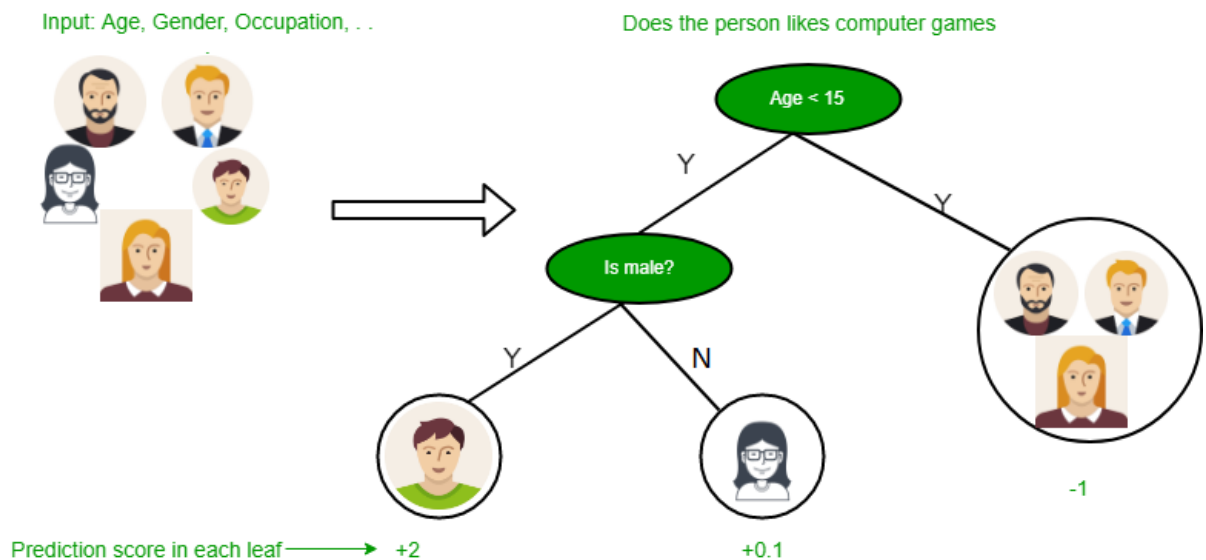 Input: Age, Gender, Occupation, . .
Does the person likes computer games
Age < 15
Y
Y
Is male?
Y
N
-1
Prediction score in each leaf
+2
+0.1